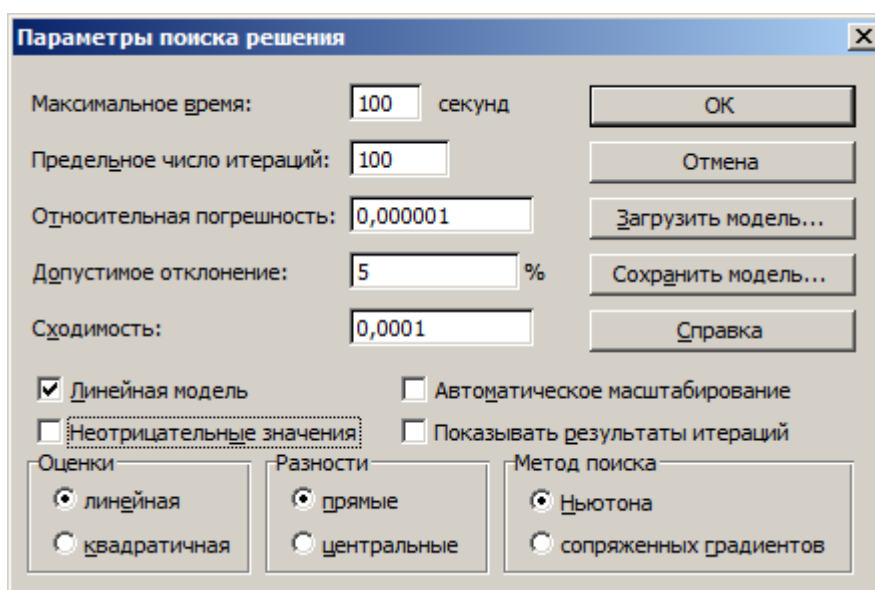 Параметры поиска решения
Максимальное время: 100 секунд ОК
Предельное число итераций: 100 Отмена
Относительная погрешность: 0,000001 Загрузить модель...
Допустимое отклонение: 5 % Сохранить модель...
Сходимость: 0,0001 Справка
Линейная модель Автоматическое масштабирование
Неотрицательные значения Показывать результаты итераций
Оценки Разности Метод поиска
линейная прямые Ньютона
квадратичная центральные сопряженных градиентов